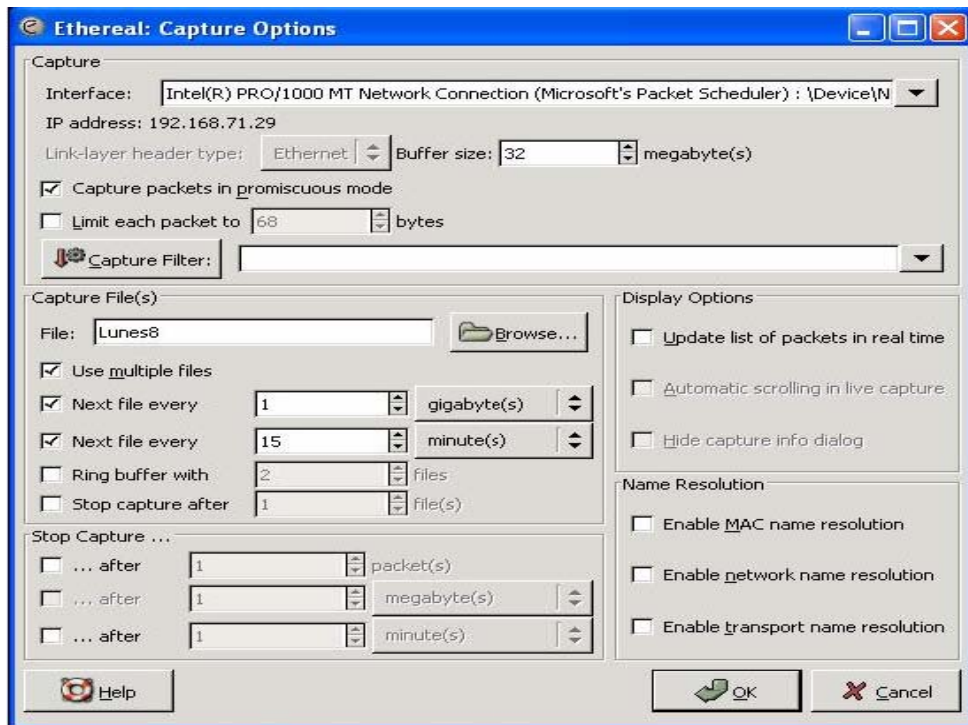 Ethereal: Capture Options
Capture
Interface: Intel(R) PRO/1000 MT Network Connection (Microsoft's Packet Scheduler) : \Device\N
IP address: 192.168.71.29
Link-layer header type: Ethernet Buffer size: 32 megabyte(s)
Capture packets in promiscuous mode
Limit each packet to 68 bytes
Capture Filter:
Capture File(s)
File: Lunes8 Browse...
Use multiple files
Next file every 1 gigabyte(s)
Next file every 15 minute(s)
Ring buffer with 2 files
Stop capture after 1 file(s)
Stop Capture ...
... after 1 packet(s)
... after 1 megabyte(s)
... after 1 minute(s)
Display Options
Update list of packets in real time
Automatic scrolling in live capture
Hide capture info dialog
Name Resolution
Enable MAC name resolution
Enable network name resolution
Enable transport name resolution
Help
OK
Cancel